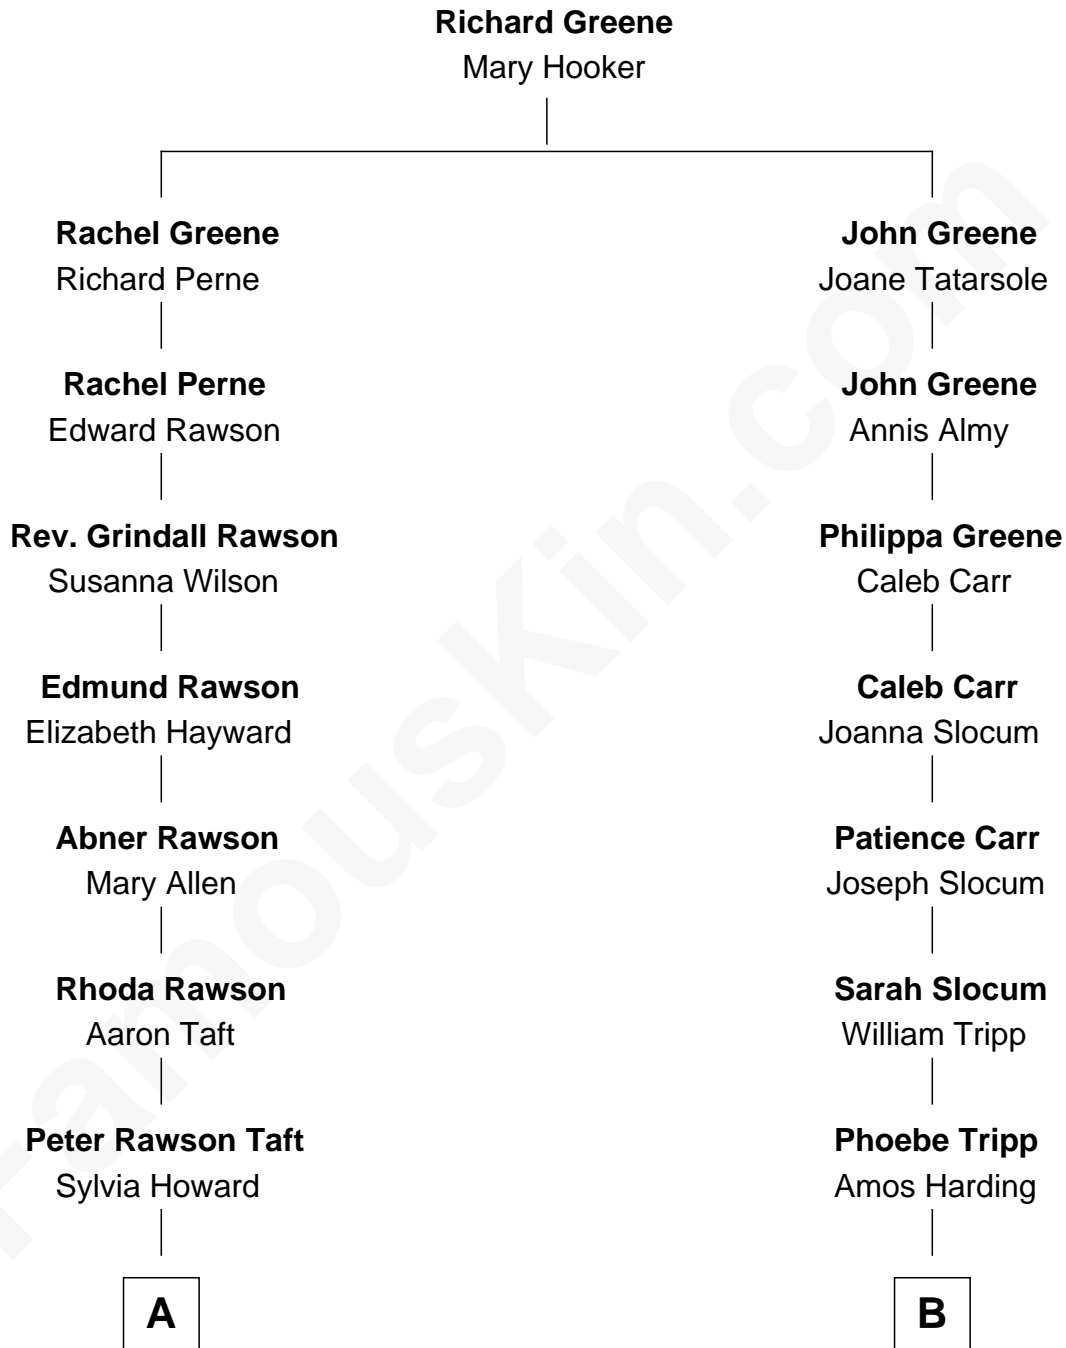 Richard Greene
Mary Hooker
Rachel Greene
Richard Perne
John Greene
Joane Tatarsole
Rachel Perne
Edward Rawson
John Greene
Annis Almy
Rev. Grindall Rawson
Susanna Wilson
Philippa Greene
Caleb Carr
Edmund Rawson
Elizabeth Hayward
Caleb Carr
Joanna Slocum
Abner Rawson
Mary Allen
Patience Carr
Joseph Slocum
Rhoda Rawson
Aaron Taft
Sarah Slocum
William Tripp
Peter Rawson Taft
Sylvia Howard
Phoebe Tripp
Amos Harding
A
B
FamousKin.com